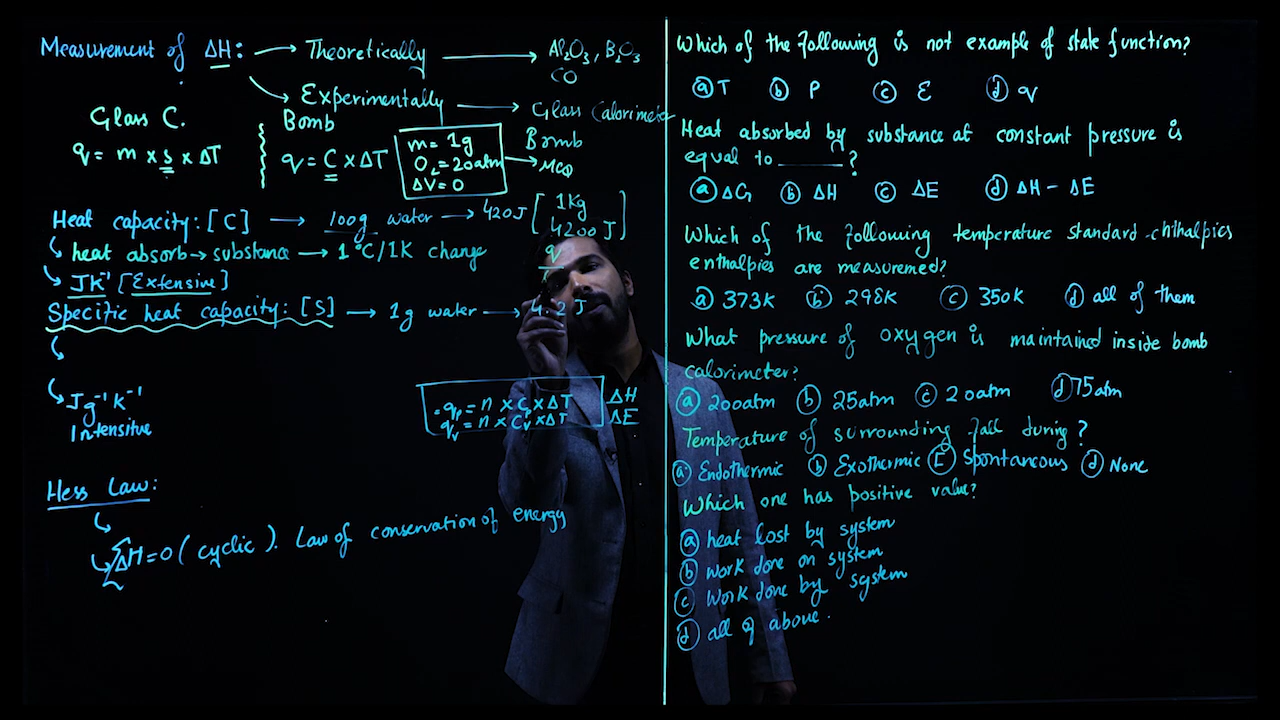 Measurement of ΔH: → Theoretically → Al₂O₃, B₂O₃
CO
→ Experimentally → Glass Calorimeter
Bomb
Glass C.
q = m × s × ΔT
Bomb
q = C × ΔT
m = 1g
O₂ = 20atm → MCQ
ΔV = 0
Heat capacity: [C] → 100g water → 420J [1Kg
4200J]
↳ heat absorb → substance → 1°C/1K change
q
↳ JK⁻¹ [Extensive]
Specific heat capacity: [S] → 1g water → 4.2 J
↳ Jg⁻¹K⁻¹
Intensitve
qp = n × Cp × ΔT ΔH
qv = n × Cv × ΔT ΔE
Hess Law:
↳ ΣΔH = 0 (cyclic). Law of conservation of energy
Which of the following is not example of state function?
ⓐ T ⓑ P ⓒ E ⓓ q
Heat absorbed by substance at constant pressure is
equal to ______?
ⓐ ΔG ⓑ ΔH ⓒ ΔE ⓓ ΔH - ΔE
Which of the following temperature standard enthalpies
enthalpies are measuremed?
ⓐ 373K ⓑ 298K ⓒ 350K ⓓ all of them
What pressure of oxygen is maintained inside bomb
calorimeter?
ⓐ 200atm ⓑ 25atm ⓒ 20atm ⓓ 75atm
Temperature of surrounding fall during?
ⓐ Endothermic ⓑ Exothermic Ⓔ Spontaneous ⓓ None
Which one has positive value?
ⓐ heat lost by system
ⓑ work done on system
ⓒ Work done by system
ⓓ all of above.